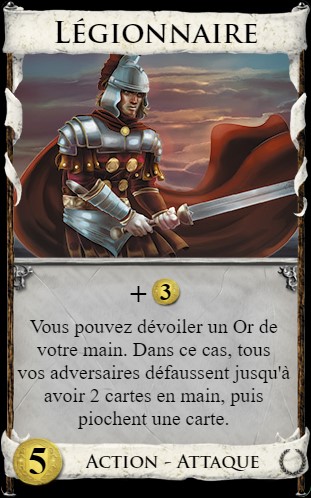 Légionnaire
+ 3
Vous pouvez dévoiler un Or de
votre main. Dans ce cas, tous
vos adversaires défaussent jusqu'à
avoir 2 cartes en main, puis
piochent une carte.
5 Action - Attaque